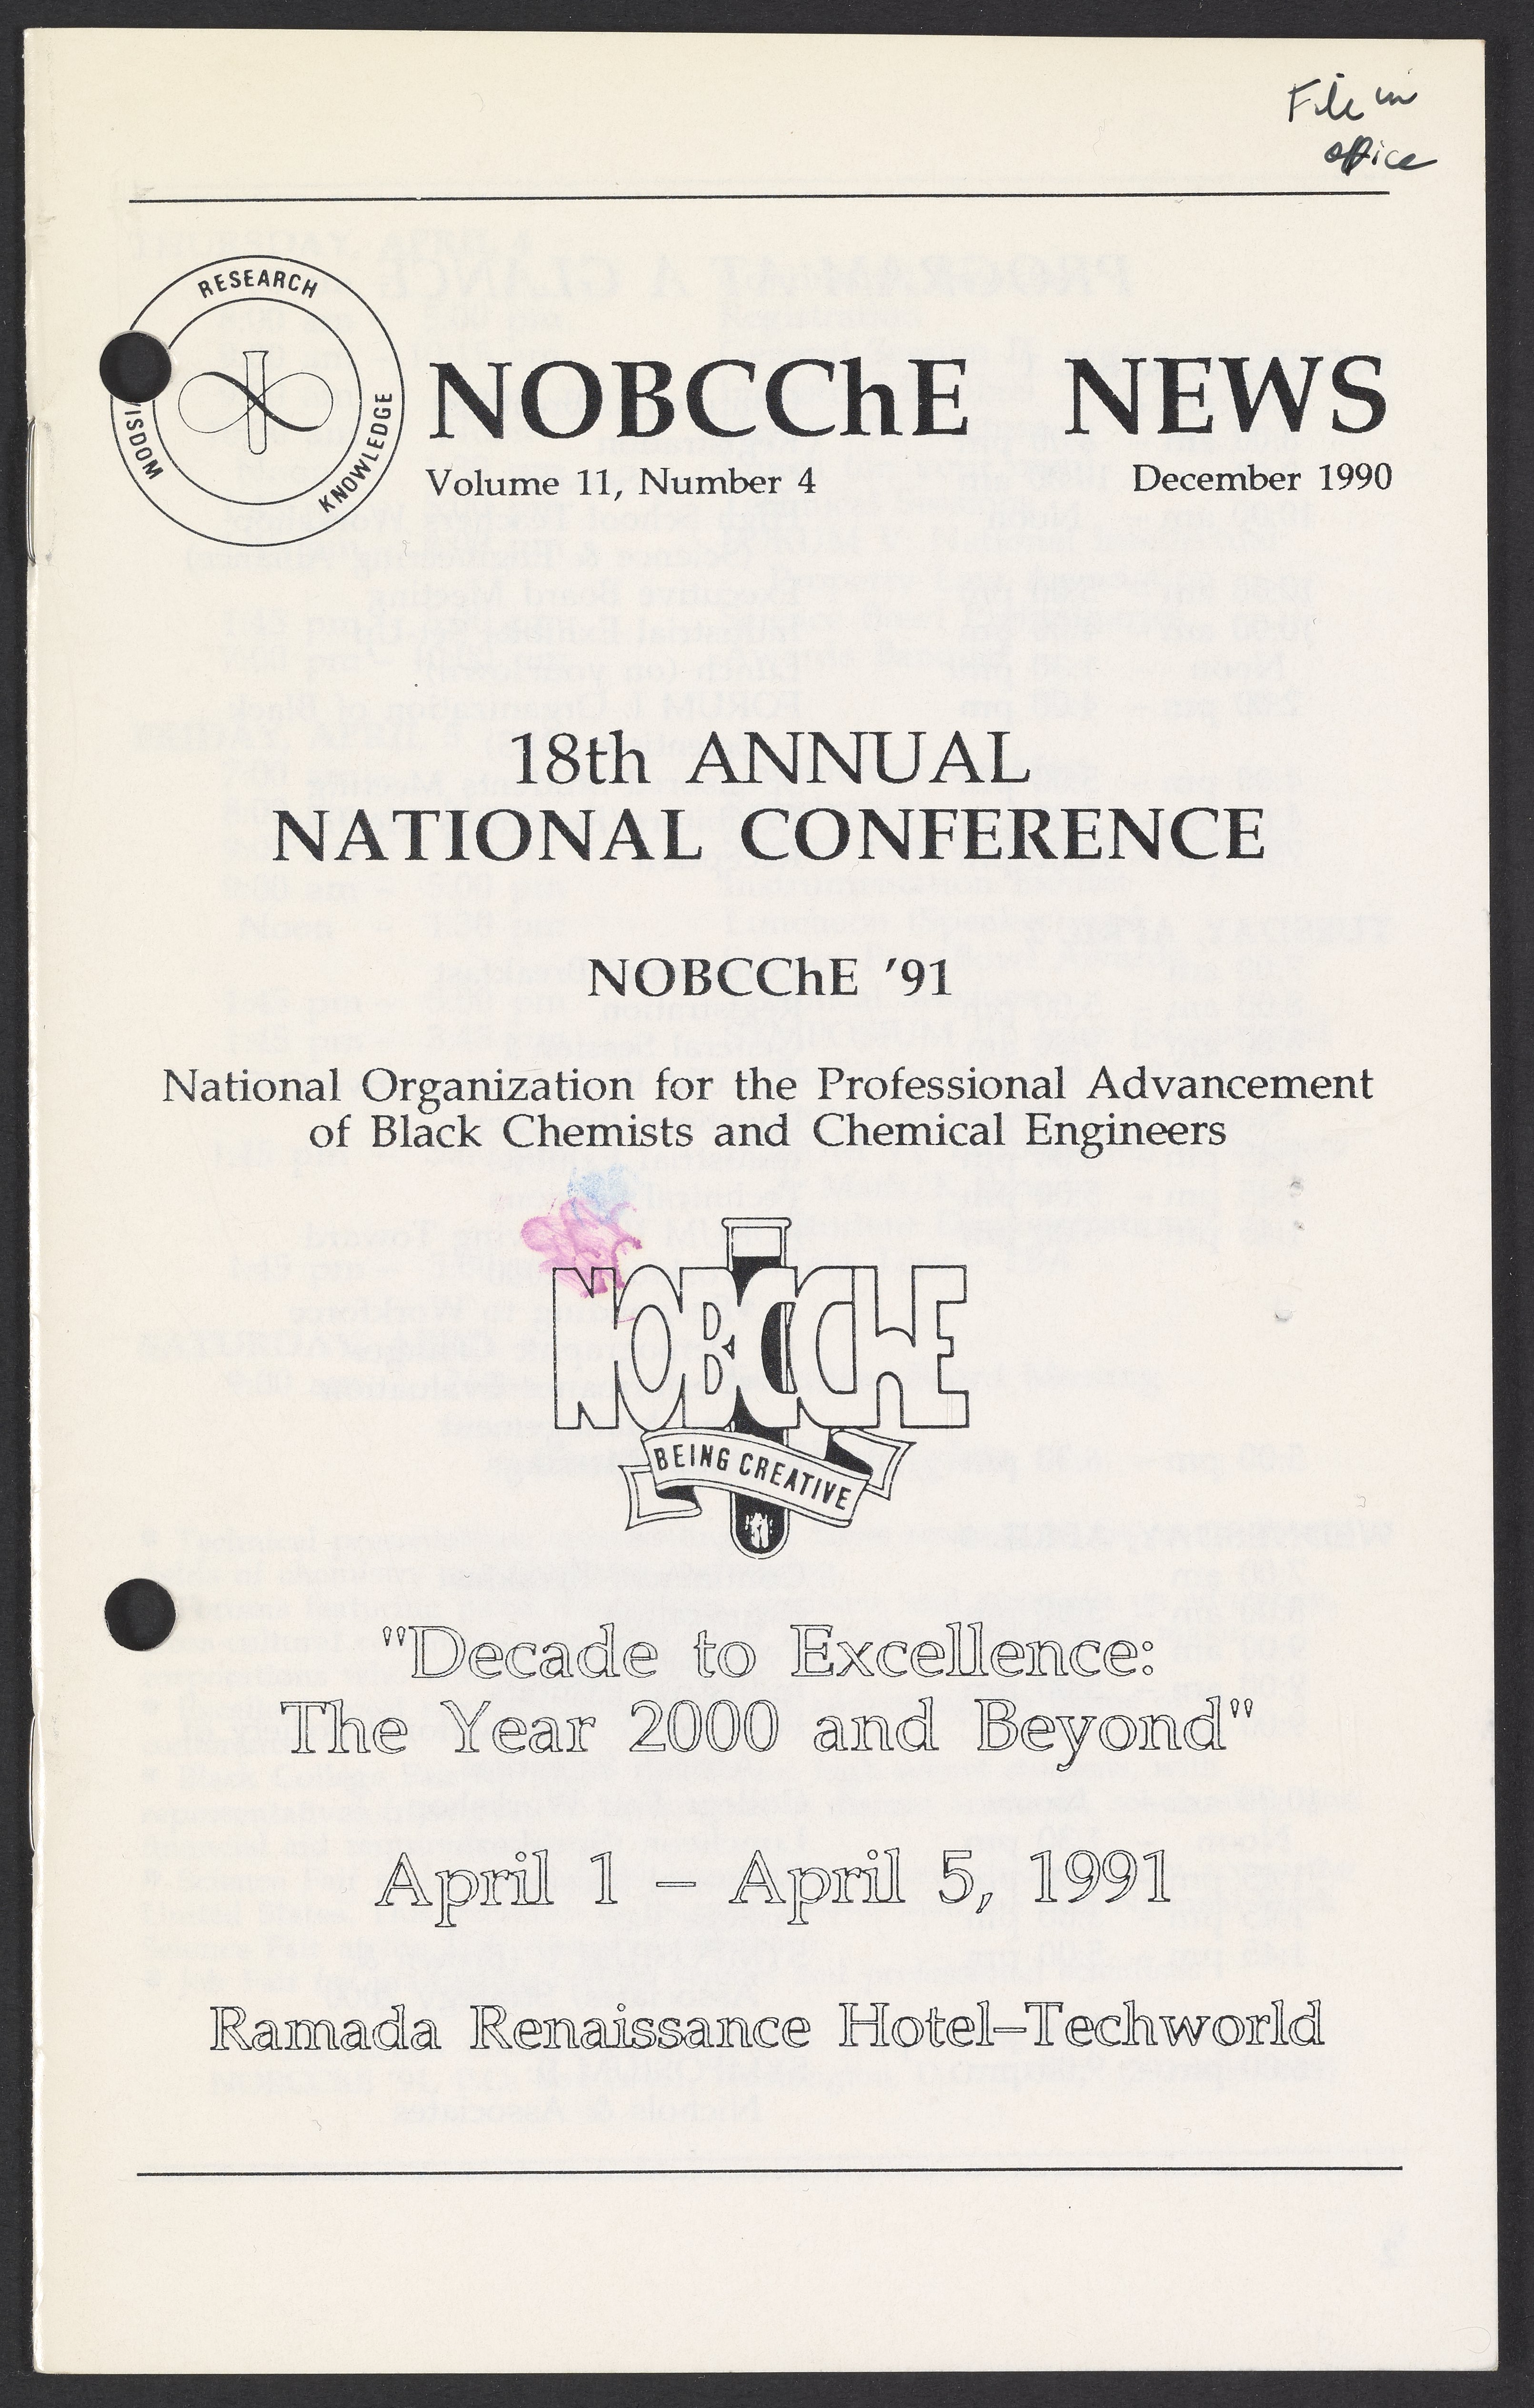 File in
office
RESEARCH
KNOWLEDGE
WISDOM
NOBCChE NEWS
Volume 11, Number 4
December 1990
18th ANNUAL
NATIONAL CONFERENCE
NOBCChE '91
National Organization for the Professional Advancement
of Black Chemists and Chemical Engineers
NOBCChE
BEING CREATIVE
"Decade to Excellence:
The Year 2000 and Beyond"
April 1 – April 5, 1991
Ramada Renaissance Hotel–Techworld